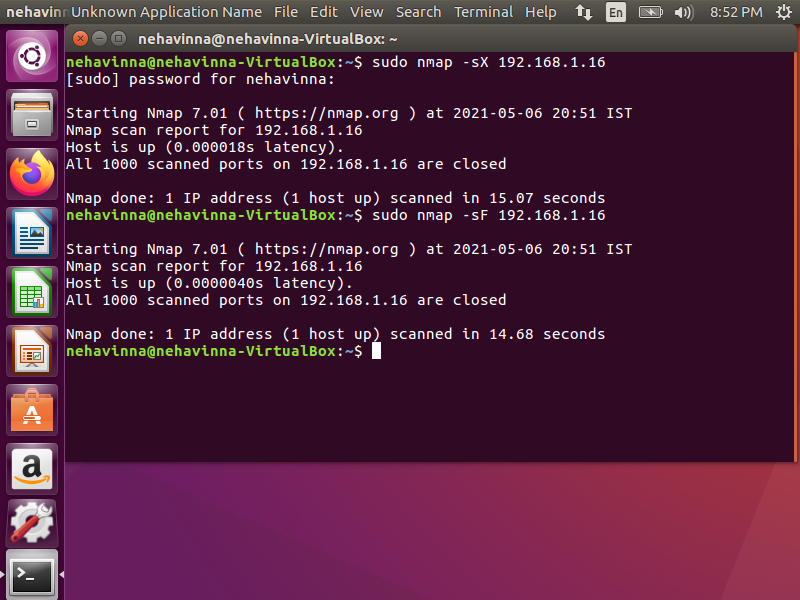 nehavinn Unknown Application Name File Edit View Search Terminal Help En 8:52 PM
nehavinna@nehavinna-VirtualBox: ~
nehavinna@nehavinna-VirtualBox:~$ sudo nmap -sX 192.168.1.16
[sudo] password for nehavinna:
Starting Nmap 7.01 ( https://nmap.org ) at 2021-05-06 20:51 IST
Nmap scan report for 192.168.1.16
Host is up (0.000018s latency).
All 1000 scanned ports on 192.168.1.16 are closed
Nmap done: 1 IP address (1 host up) scanned in 15.07 seconds
nehavinna@nehavinna-VirtualBox:~$ sudo nmap -sF 192.168.1.16
Starting Nmap 7.01 ( https://nmap.org ) at 2021-05-06 20:51 IST
Nmap scan report for 192.168.1.16
Host is up (0.0000040s latency).
All 1000 scanned ports on 192.168.1.16 are closed
Nmap done: 1 IP address (1 host up) scanned in 14.68 seconds
nehavinna@nehavinna-VirtualBox:~$